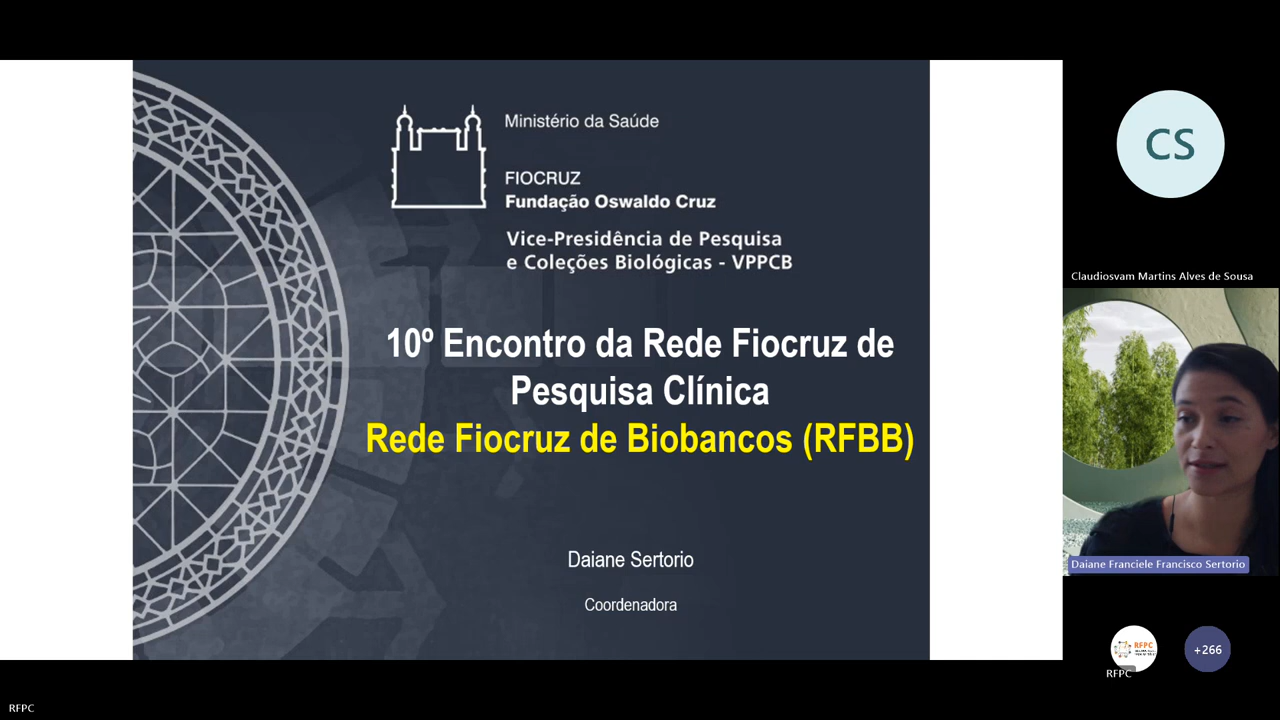 Ministério da Saúde
FIOCRUZ
Fundação Oswaldo Cruz
Vice-Presidência de Pesquisa
e Coleções Biológicas - VPPCB
10º Encontro da Rede Fiocruz de
Pesquisa Clínica
Rede Fiocruz de Biobancos (RFBB)
Daiane Sertorio
Coordenadora
CS
Claudiosvam Martins Alves de Sousa
Daiane Franciele Francisco Sertorio
RFPC
+266
RFPC
RFPC